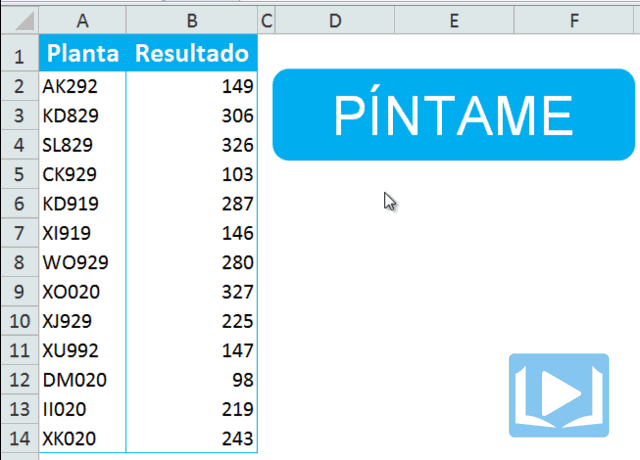 A B C D E F
1 Planta Resultado
2 AK292 149
3 KD829 306
4 SL829 326
5 CK929 103
6 KD919 287
7 XI919 146
8 WO929 280
9 XO020 327
10 XJ929 225
11 XU992 147
12 DM020 98
13 II020 219
14 XK020 243
PÍNTAME